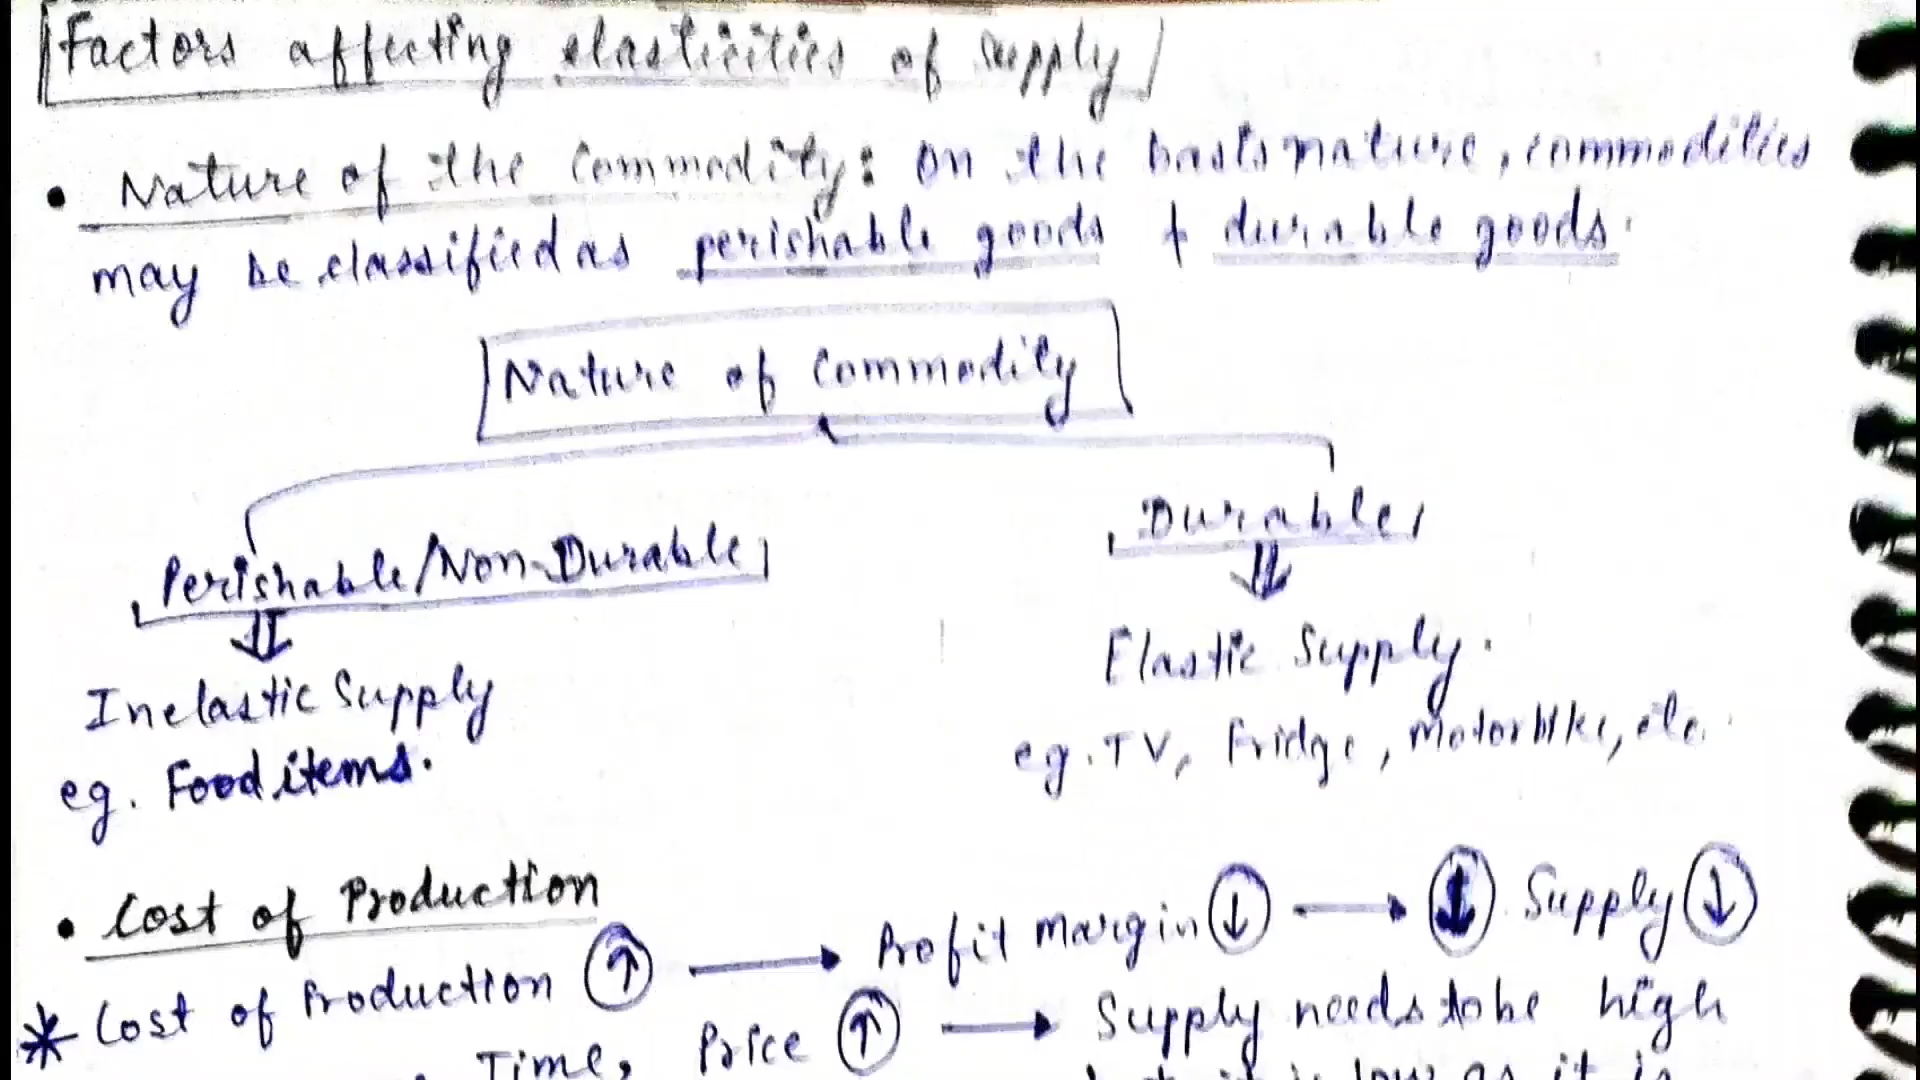 Factors affecting elasticities of supply
• Nature of the Commodity: On the basis nature, commodities
may be classified as perishable goods & durable goods.
Nature of Commodity
Perishable/Non-Durable
Durable
Inelastic Supply
Elastic Supply.
eg. Food items.
eg. TV, Fridge, Motorbike, etc.
• Cost of Production
* Cost of Production ↑ → Profit margin ↓ → ↓ Supply ↓
Time, Price ↑ → Supply needs to be high